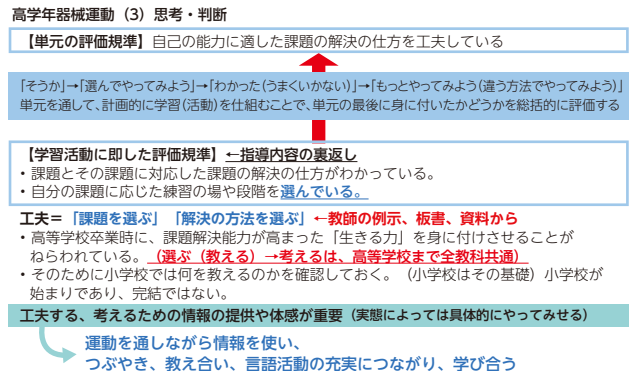 高学年器械運動（3）思考・判断
【単元の評価規準】自己の能力に適した課題の解決の仕方を工夫している
「そうか」→「選んでやってみよう」→「わかった（うまくいかない）」→「もっとやってみよう（違う方法でやってみよう）」
単元を通して、計画的に学習（活動）を仕組むことで、単元の最後に身に付いたかどうかを総括的に評価する
【学習活動に即した評価規準】←指導内容の裏返し
・課題とその課題に対応した課題の解決の仕方がわかっている。
・自分の課題に応じた練習の場や段階を選んでいる。
工夫＝「課題を選ぶ」「解決の方法を選ぶ」←教師の例示、板書、資料から
・高等学校卒業時に、課題解決能力が高まった「生きる力」を身に付けさせることが
ねらわれている。（選ぶ（教える）→考えるは、高等学校まで全教科共通）
・そのために小学校では何を教えるのかを確認しておく。（小学校はその基礎）小学校が
始まりであり、完結ではない。
工夫する、考えるための情報の提供や体感が重要（実態によっては具体的にやってみせる）
運動を通しながら情報を使い、
つぶやき、教え合い、言語活動の充実につながり、学び合う